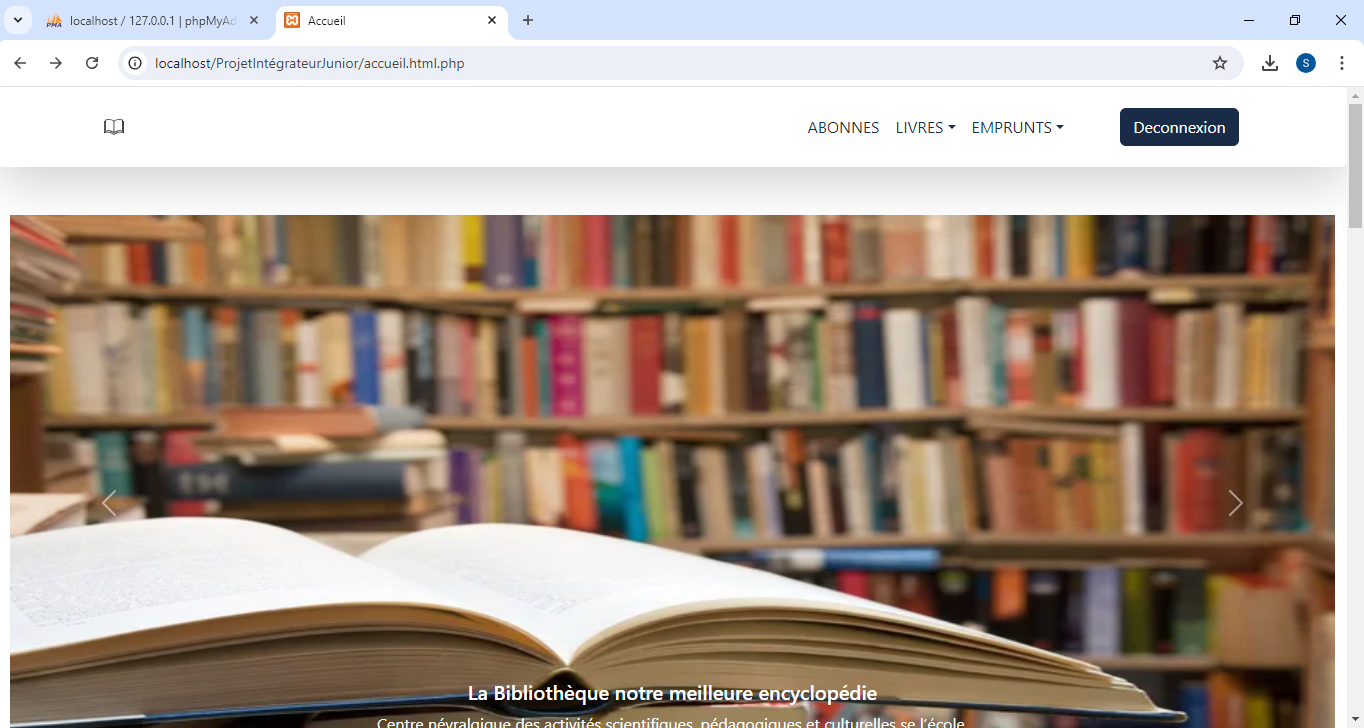 localhost / 127.0.0.1 | phpMyAd
Accueil
localhost/ProjetIntégrateurJunior/accueil.html.php
S
ABONNES
LIVRES
EMPRUNTS
Deconnexion
La Bibliothèque notre meilleure encyclopédie
Centre névralgique des activités scientifiques, pédagogiques et culturelles se l'école